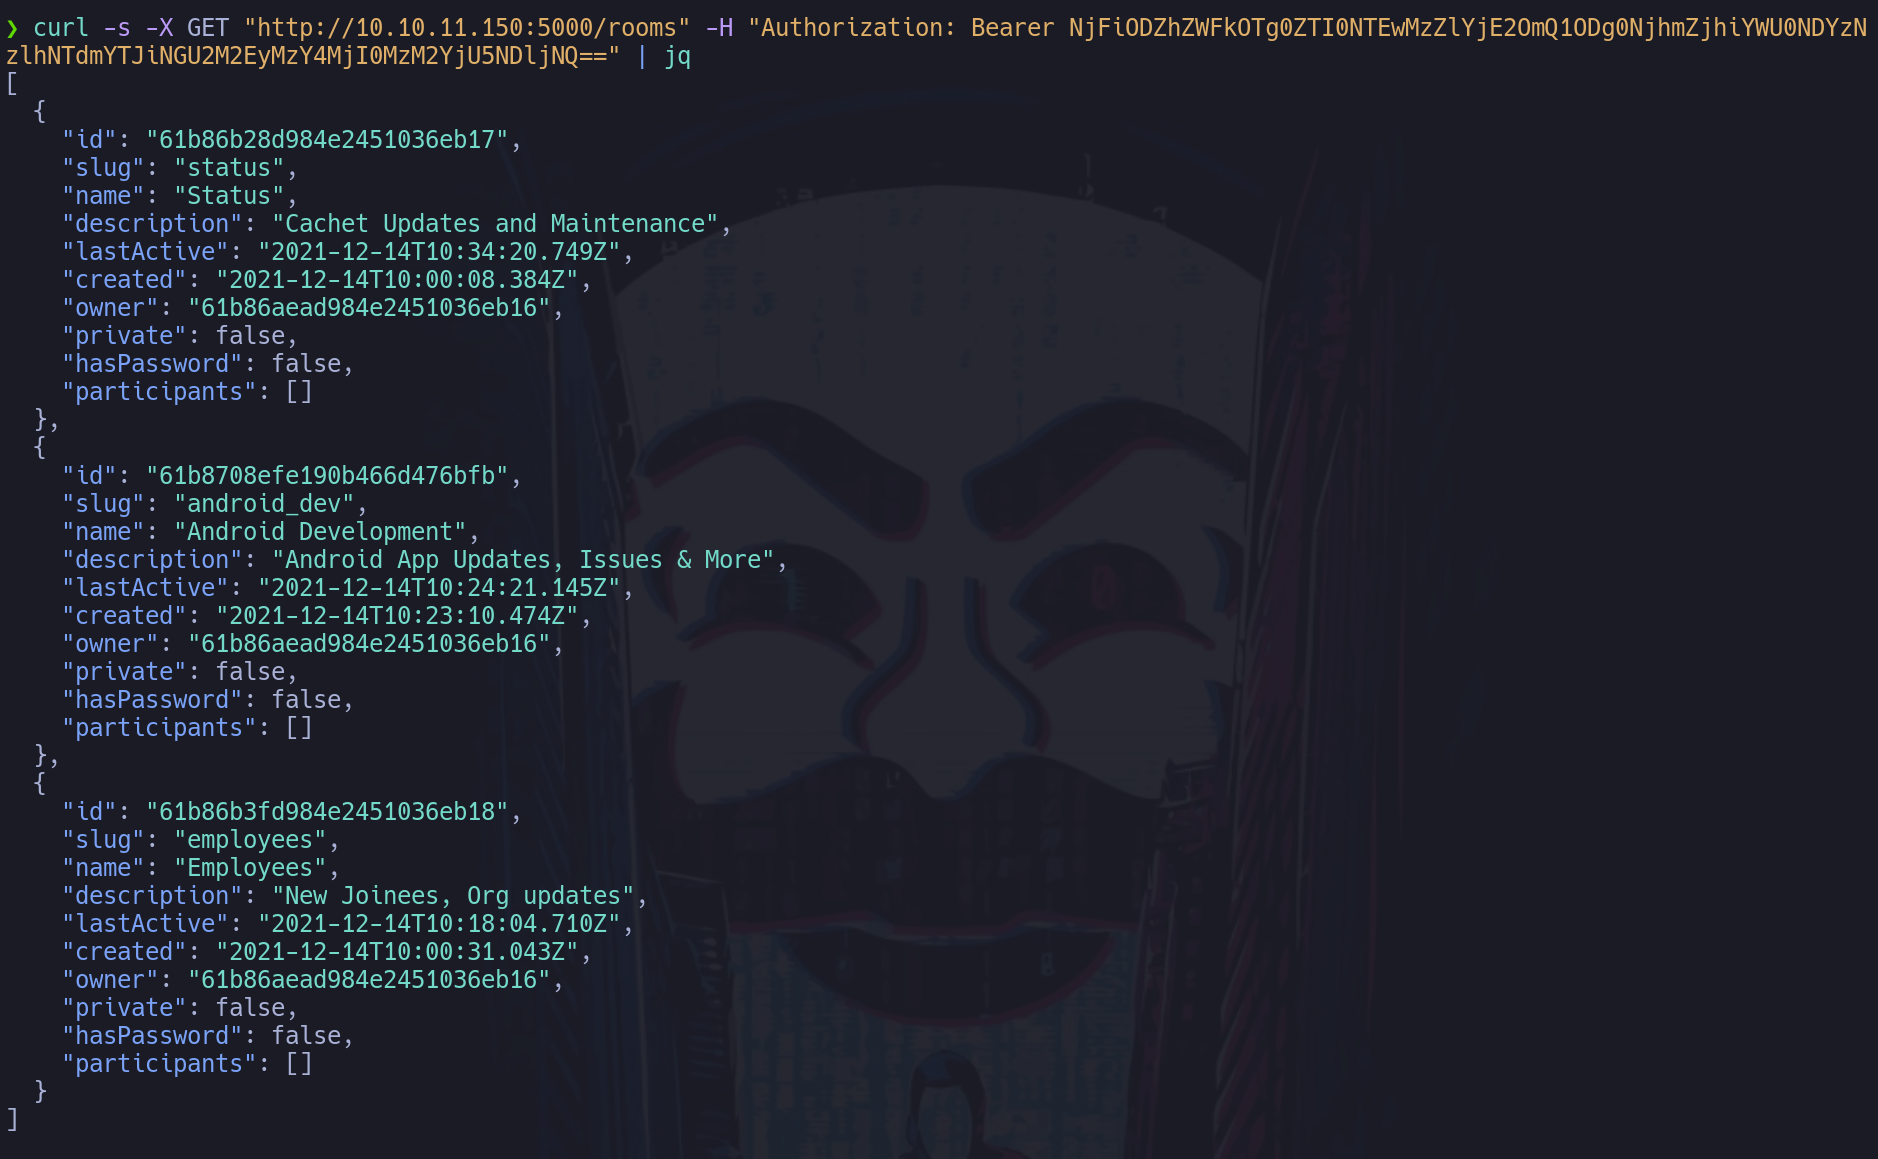 ❯ curl -s -X GET "http://10.10.11.150:5000/rooms" -H "Authorization: Bearer NjFiODZhZWFkOTg0ZTI0NTEwMzZlYjE2OmQ1ODg0NjhmZjhiYWU0NDYzN
zlhNTdmYTJiNGU2M2EyMzY4MjI0MzM2YjU5NDljNQ==" | jq
[
  {
    "id": "61b86b28d984e2451036eb17",
    "slug": "status",
    "name": "Status",
    "description": "Cachet Updates and Maintenance",
    "lastActive": "2021-12-14T10:34:20.749Z",
    "created": "2021-12-14T10:00:08.384Z",
    "owner": "61b86aead984e2451036eb16",
    "private": false,
    "hasPassword": false,
    "participants": []
  },
  {
    "id": "61b8708efe190b466d476bfb",
    "slug": "android_dev",
    "name": "Android Development",
    "description": "Android App Updates, Issues & More",
    "lastActive": "2021-12-14T10:24:21.145Z",
    "created": "2021-12-14T10:23:10.474Z",
    "owner": "61b86aead984e2451036eb16",
    "private": false,
    "hasPassword": false,
    "participants": []
  },
  {
    "id": "61b86b3fd984e2451036eb18",
    "slug": "employees",
    "name": "Employees",
    "description": "New Joinees, Org updates",
    "lastActive": "2021-12-14T10:18:04.710Z",
    "created": "2021-12-14T10:00:31.043Z",
    "owner": "61b86aead984e2451036eb16",
    "private": false,
    "hasPassword": false,
    "participants": []
  }
]